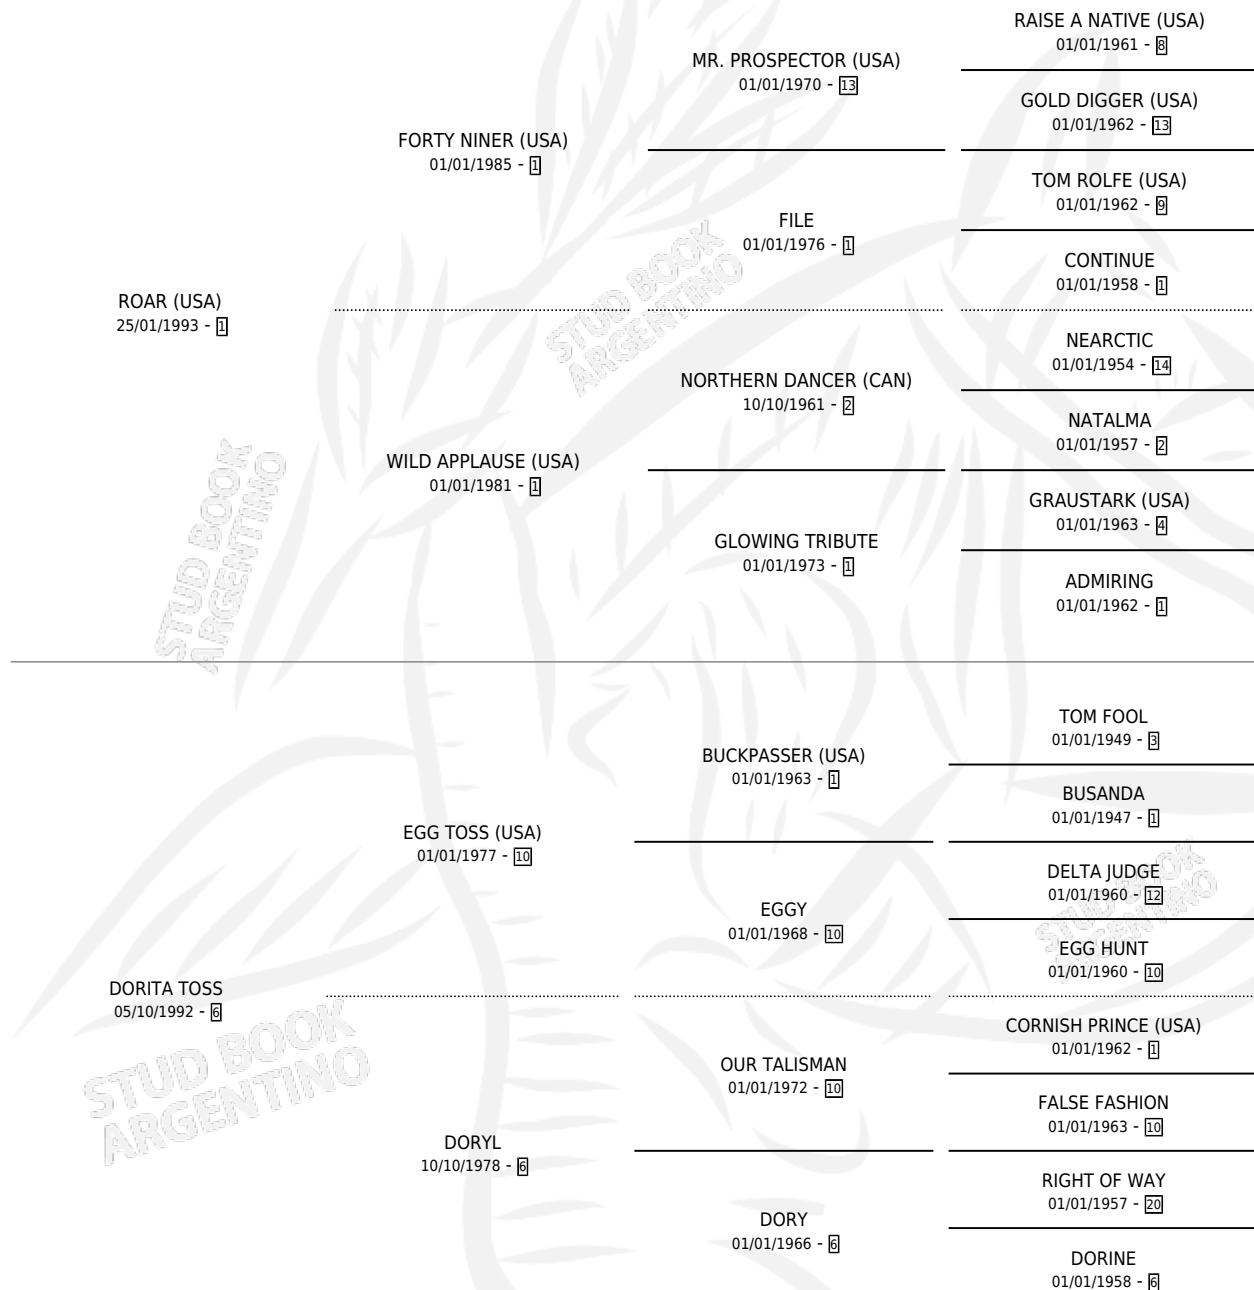 RAISE A NATIVE (USA)
01/01/1961 - 8
MR. PROSPECTOR (USA)
01/01/1970 - 13
GOLD DIGGER (USA)
01/01/1962 - 13
FORTY NINER (USA)
01/01/1985 - 1
TOM ROLFE (USA)
01/01/1962 - 9
FILE
01/01/1976 - 1
CONTINUE
01/01/1958 - 1
ROAR (USA)
25/01/1993 - 1
NEARCTIC
01/01/1954 - 14
NORTHERN DANCER (CAN)
10/10/1961 - 2
NATALMA
01/01/1957 - 2
WILD APPLAUSE (USA)
01/01/1981 - 1
GRAUSTARK (USA)
01/01/1963 - 4
GLOWING TRIBUTE
01/01/1973 - 1
ADMIRING
01/01/1962 - 1
TOM FOOL
01/01/1949 - 3
BUCKPASSER (USA)
01/01/1963 - 1
BUSANDA
01/01/1947 - 1
EGG TOSS (USA)
01/01/1977 - 10
DELTA JUDGE
01/01/1960 - 12
EGGY
01/01/1968 - 10
EGG HUNT
01/01/1960 - 10
DORITA TOSS
05/10/1992 - 6
CORNISH PRINCE (USA)
01/01/1962 - 1
OUR TALISMAN
01/01/1972 - 10
FALSE FASHION
01/01/1963 - 10
DORYL
10/10/1978 - 6
RIGHT OF WAY
01/01/1957 - 20
DORY
01/01/1966 - 6
DORINE
01/01/1958 - 6
STUD BOOK
ARGENTINO
STUD BOOK
ARGENTINO
STUD BOOK
ARGENTINO
STUD BOOK
ARGENTINO